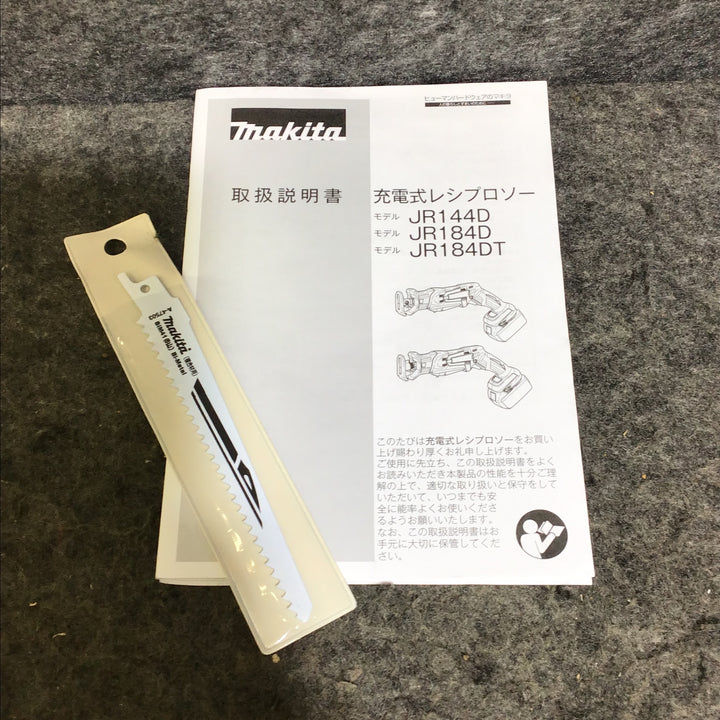 ヒューマンハードウェアのマキタ
makita
取扱説明書
充電式レシプロソー
モデル JR144D
モデル JR184D
モデル JR184DT
このたびは充電式レシプロソーをお買い
上げ賜わり厚くお礼申し上げます。
ご使用に先立ち、この取扱説明書をよく
お読みいただき本製品の性能を十分ご理
解の上で、適切な取り扱いと保守をして
いただいて、いつまでも安
全に能率よくお使いくださ
るようお願いいたします。
なお、この取扱説明書はお
手元に大切に保管してくだ
さい。
makita
Bi-Metal